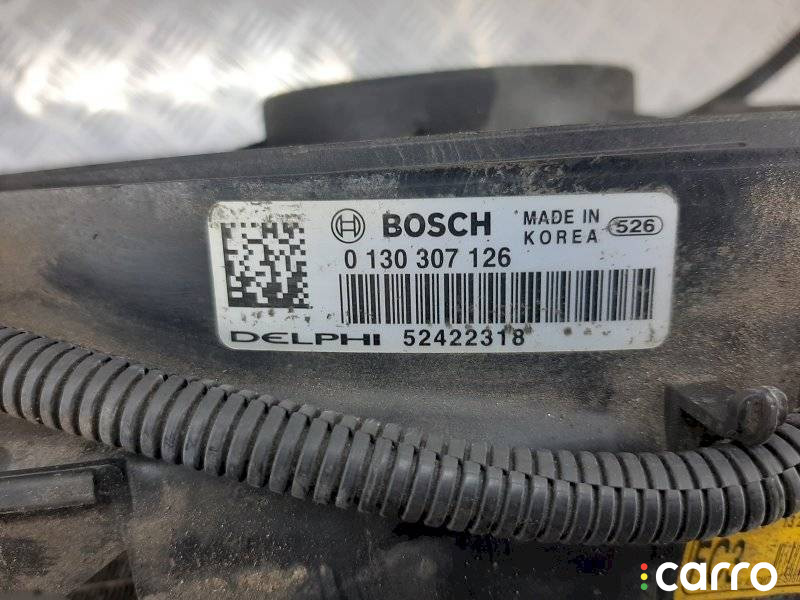 BOSCH MADE IN KOREA 526
0 130 307 126
DELPHI 52422318
carro